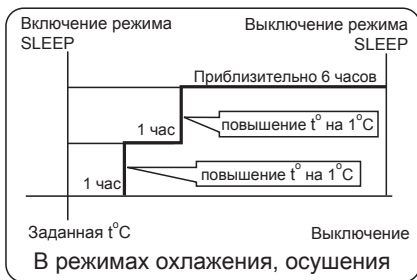 Включение режима SLEEP
Выключение режима SLEEP
Приблизительно 6 часов
1 час
повышение t° на 1°C
1 час
повышение t° на 1°C
Заданная t°C
Выключение
В режимах охлажения, осушения